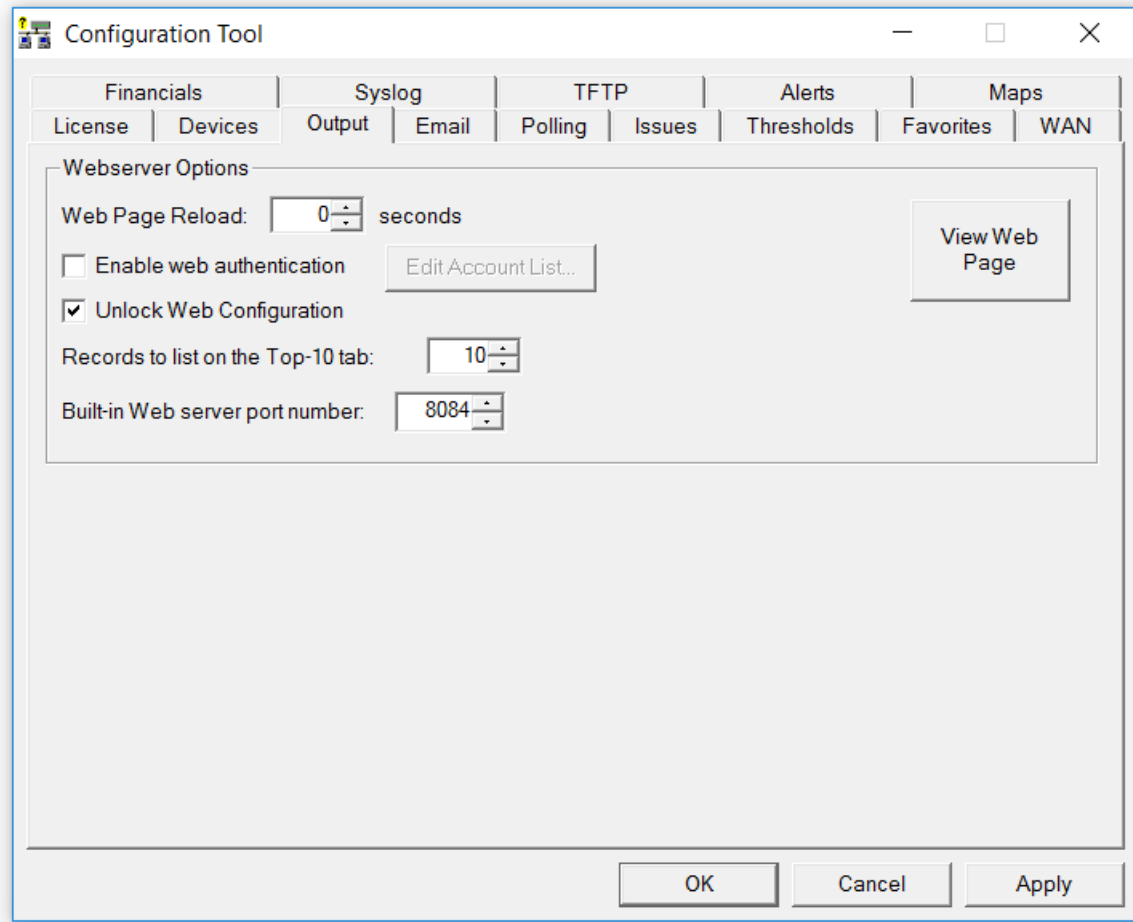 Configuration Tool
Financials Syslog TFTP Alerts Maps
License Devices Output Email Polling Issues Thresholds Favorites WAN
Webserver Options
Web Page Reload: 0 seconds
View Web
Page
Enable web authentication Edit Account List...
Unlock Web Configuration
Records to list on the Top-10 tab: 10
Built-in Web server port number: 8084
OK Cancel Apply